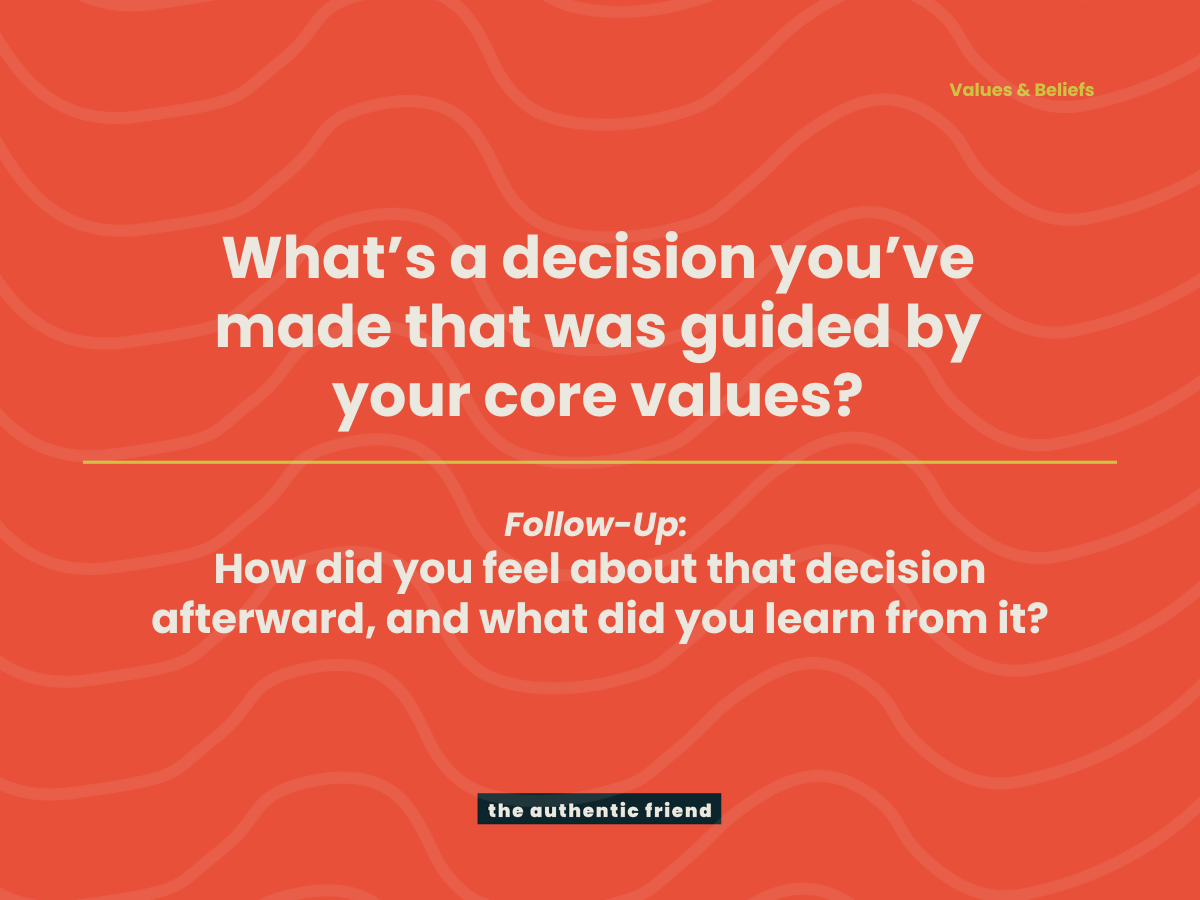 Values & Beliefs
What’s a decision you’ve
made that was guided by
your core values?
Follow-Up:
How did you feel about that decision
afterward, and what did you learn from it?
the authentic friend